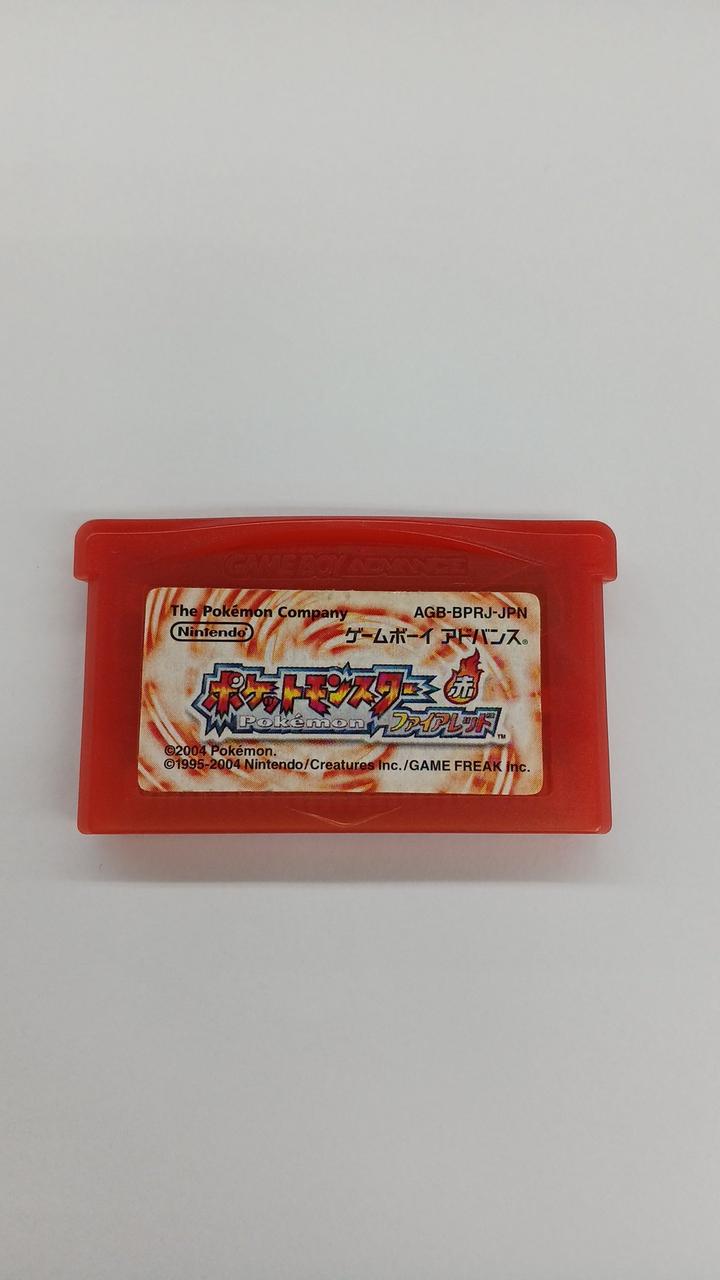 GAME BOY ADVANCE
The Pokémon Company AGB-BPRJ-JPN
Nintendo® ゲームボーイ アドバンス®
ポケットモンスター 赤
Pokémon ファイアレッド™
©2004 Pokémon.
©1995-2004 Nintendo/Creatures Inc./GAME FREAK inc.